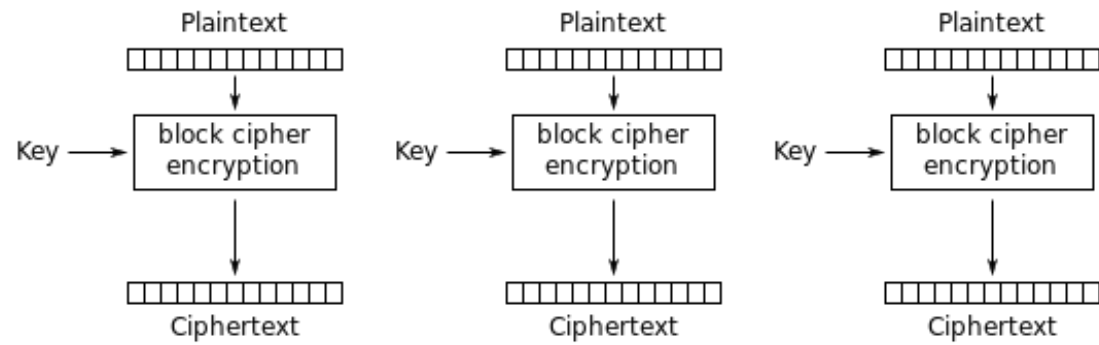 Plaintext
Plaintext
Plaintext
Key
block cipher
encryption
Key
block cipher
encryption
Key
block cipher
encryption
Ciphertext
Ciphertext
Ciphertext